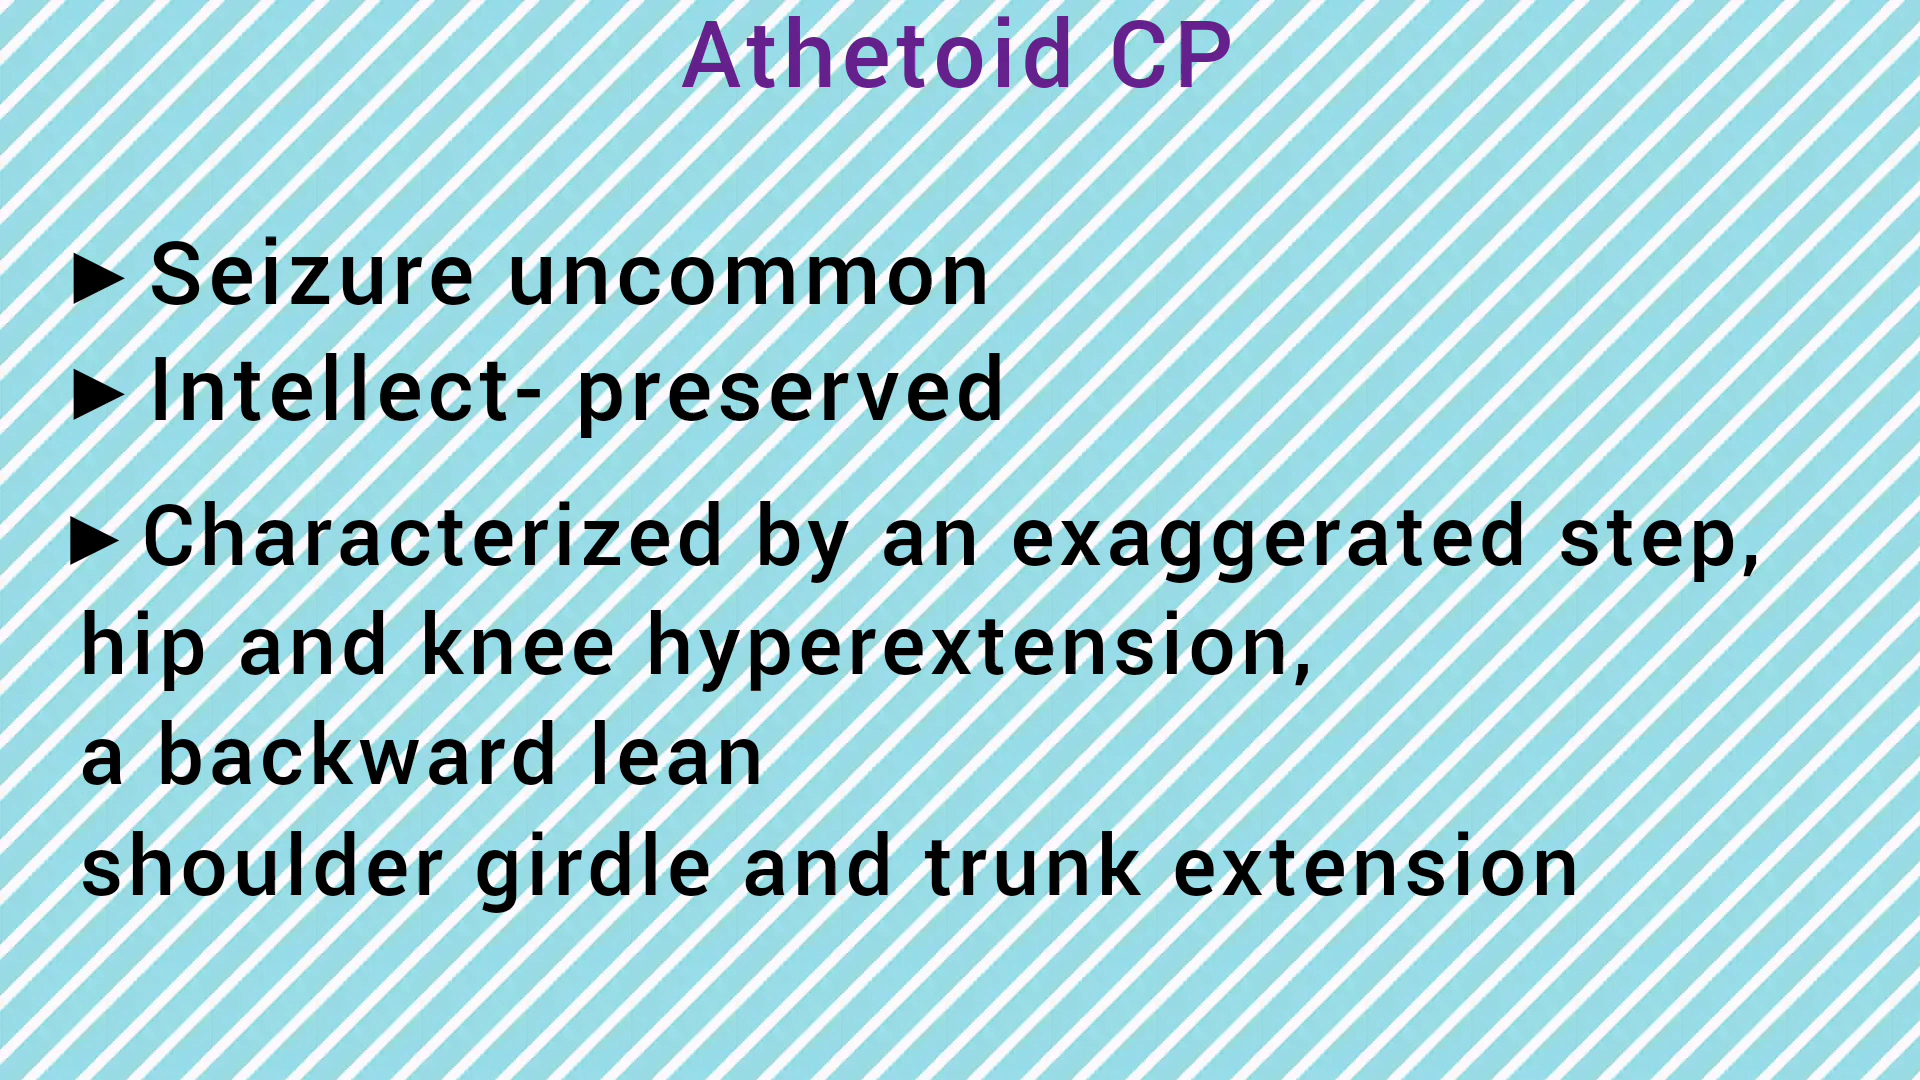 Athetoid CP
► Seizure uncommon
► Intellect- preserved
► Characterized by an exaggerated step,
hip and knee hyperextension,
a backward lean
shoulder girdle and trunk extension